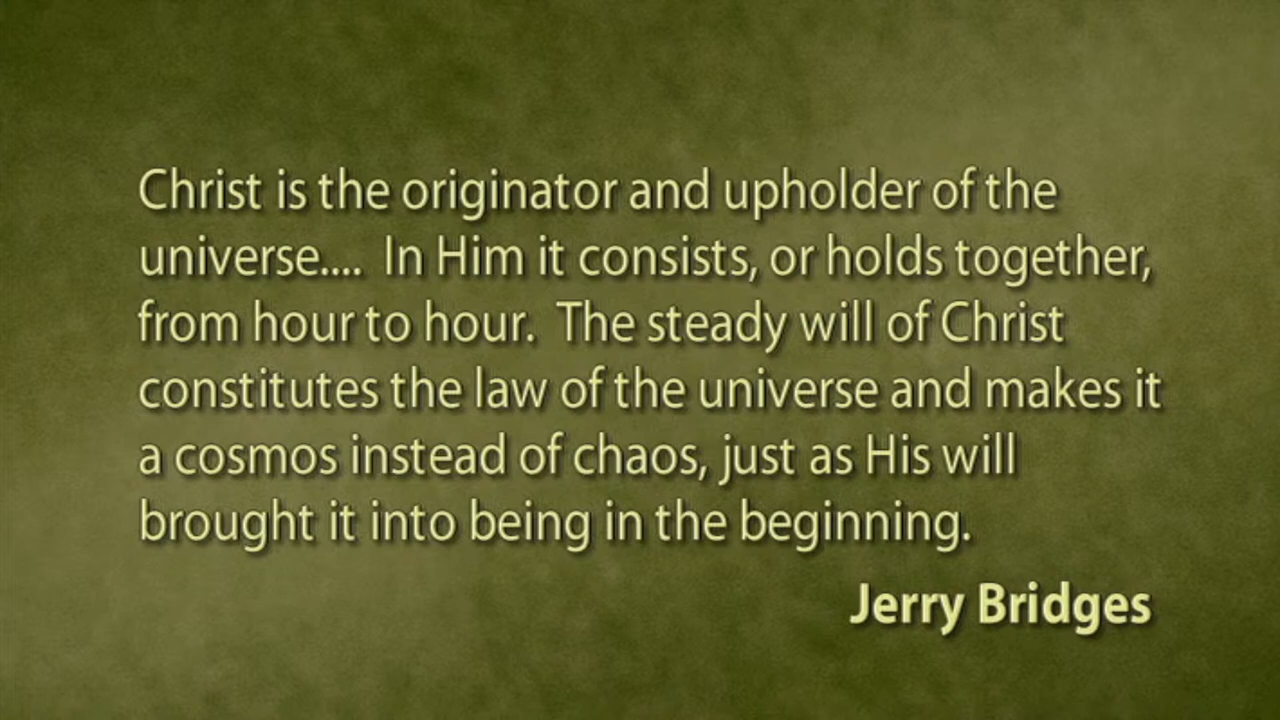 Christ is the originator and upholder of the
universe.... In Him it consists, or holds together,
from hour to hour. The steady will of Christ
constitutes the law of the universe and makes it
a cosmos instead of chaos, just as His will
brought it into being in the beginning.
Jerry Bridges